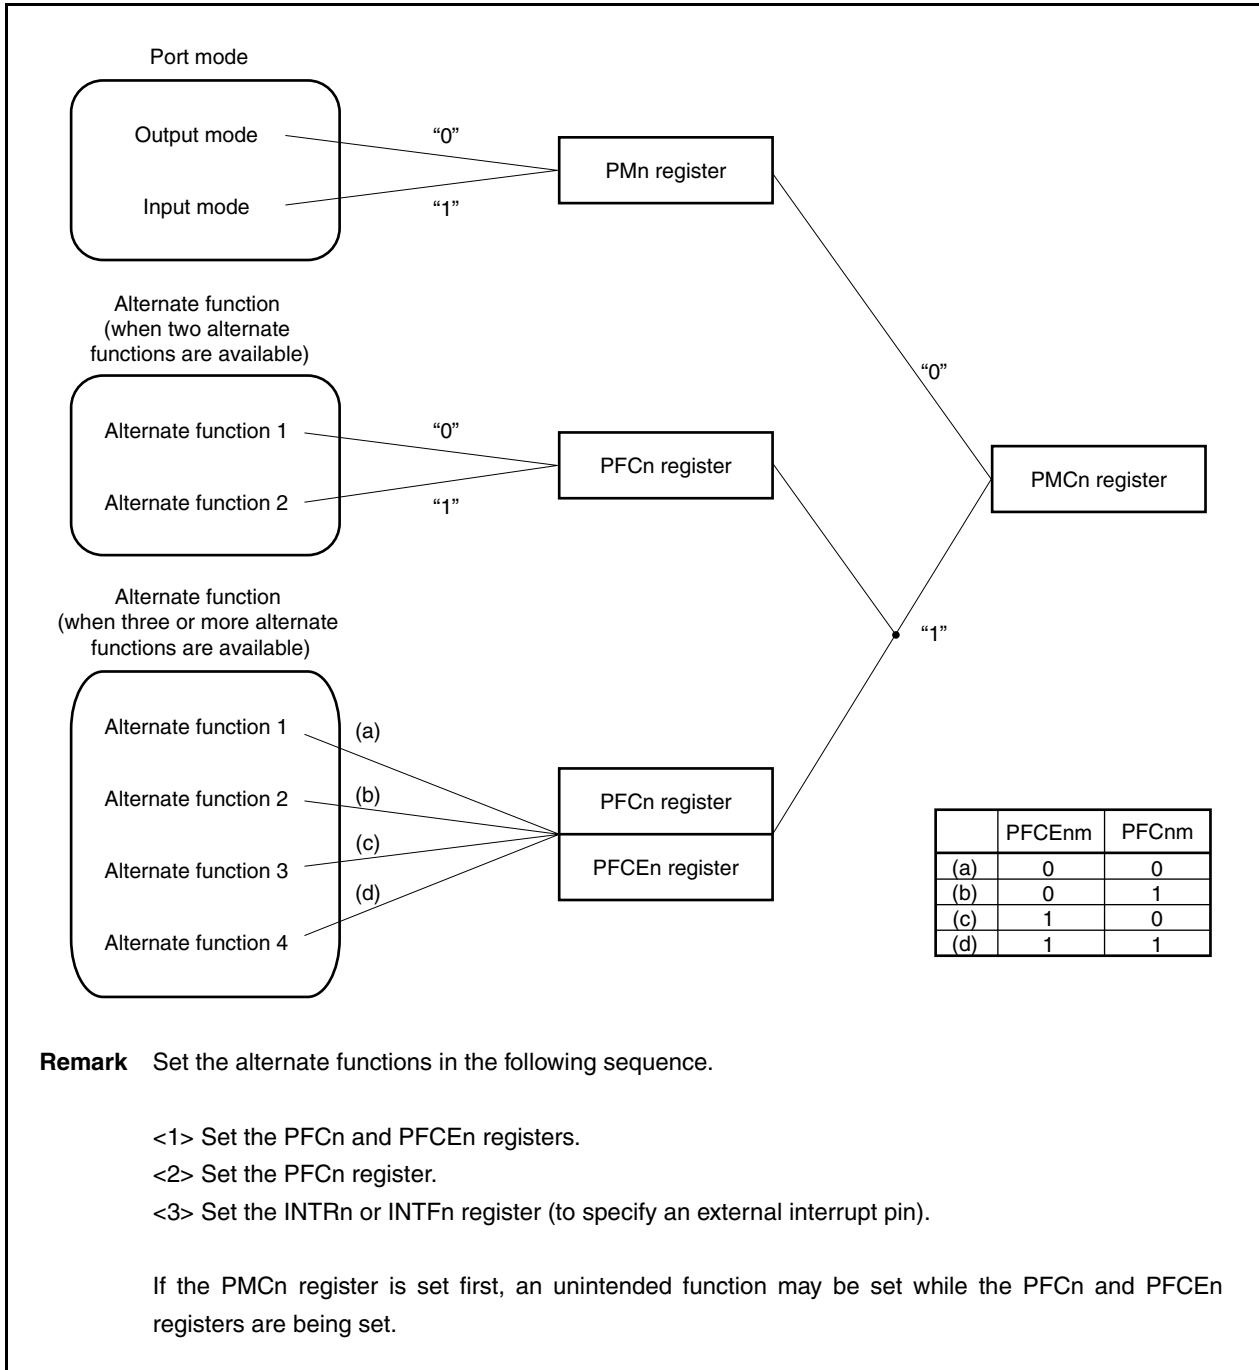 Port mode
Output mode
“0”
PMn register
Input mode
“1”
Alternate function
(when two alternate
functions are available)
“0”
Alternate function 1
“0”
PFCn register
PMCn register
Alternate function 2
“1”
Alternate function
(when three or more alternate
functions are available)
“1”
Alternate function 1
(a)
Alternate function 2
(b)
PFCn register
Alternate function 3
(c)
PFCEn register
(d)
Alternate function 4
PFCEnm PFCnm
(a) 0 0
(b) 0 1
(c) 1 0
(d) 1 1
Remark Set the alternate functions in the following sequence.
<1> Set the PFCn and PFCEn registers.
<2> Set the PFCn register.
<3> Set the INTRn or INTFn register (to specify an external interrupt pin).
If the PMCn register is set first, an unintended function may be set while the PFCn and PFCEn
registers are being set.